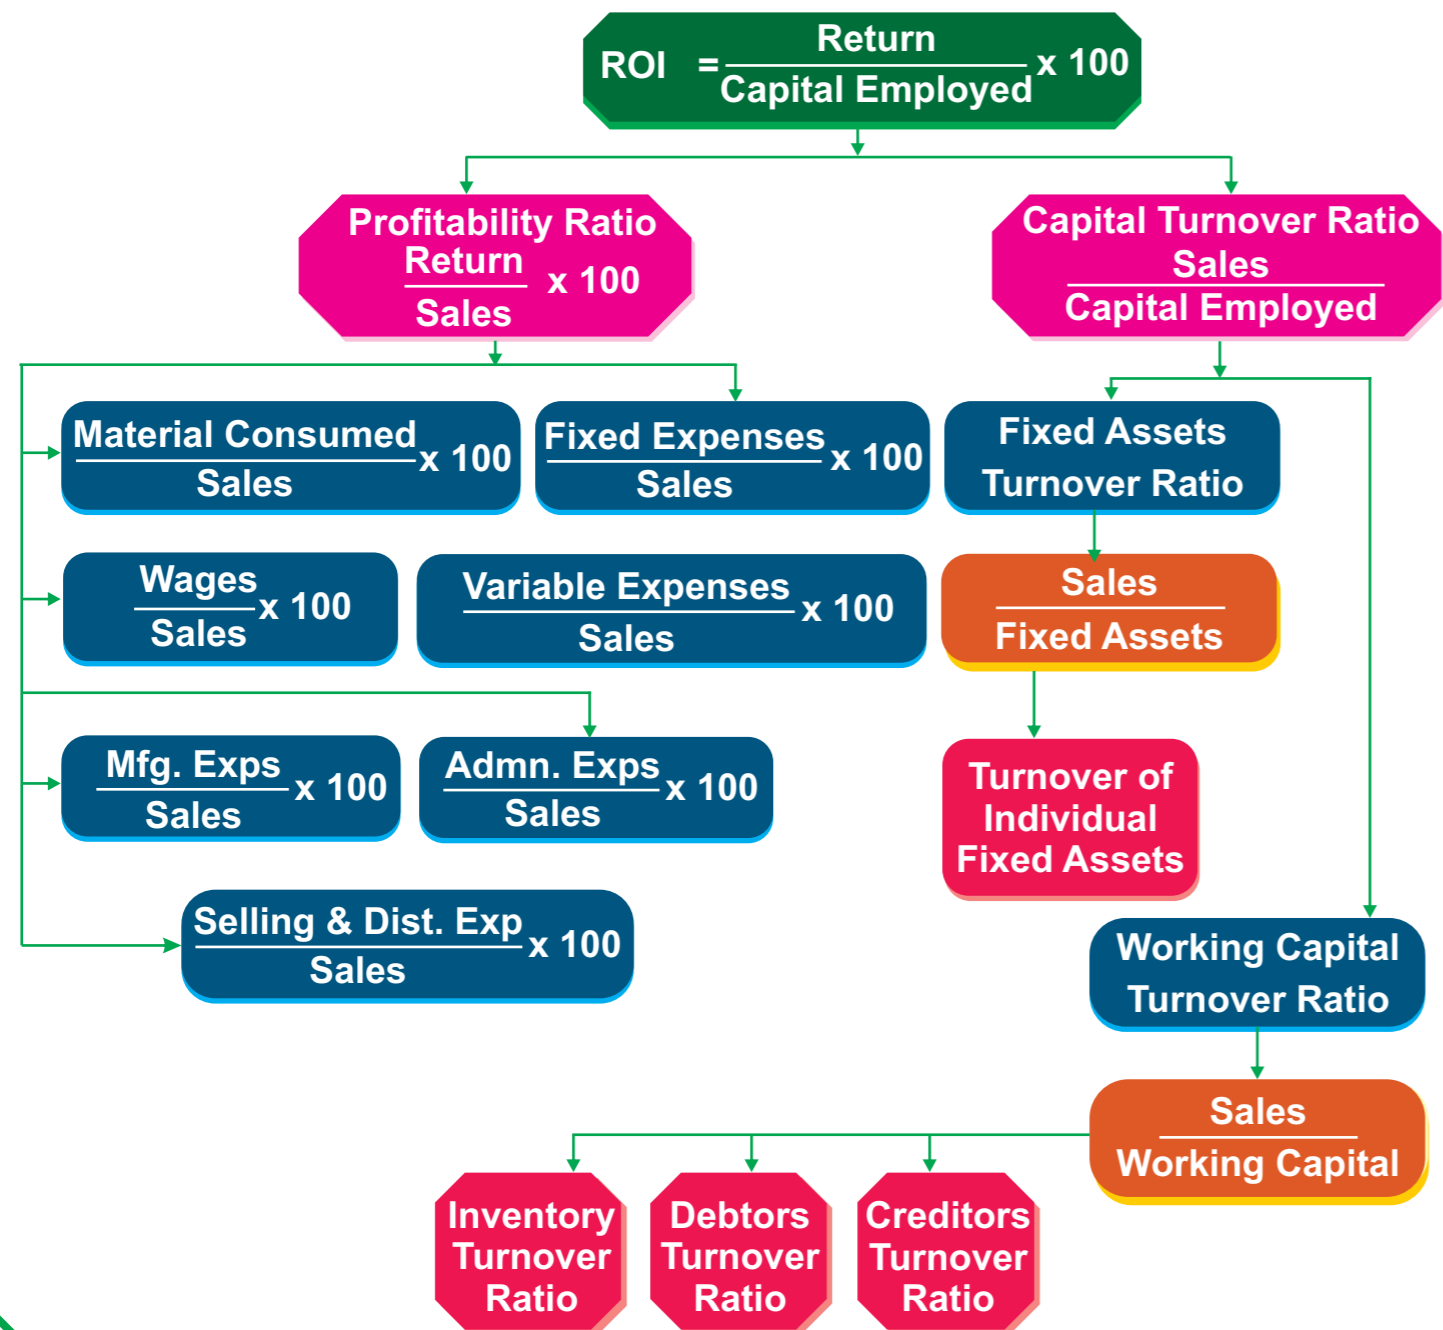 Return
ROI = x 100
Capital Employed
Profitability Ratio
Return
x 100
Sales
Capital Turnover Ratio
Sales
Capital Employed
Material Consumed
x 100
Sales
Fixed Expenses
x 100
Sales
Fixed Assets
Turnover Ratio
Wages
x 100
Sales
Variable Expenses
x 100
Sales
Sales
Fixed Assets
Mfg. Exps
x 100
Sales
Admn. Exps
x 100
Sales
Turnover of
Individual
Fixed Assets
Selling & Dist. Exp
x 100
Sales
Working Capital
Turnover Ratio
Sales
Working Capital
Inventory
Turnover
Ratio
Debtors
Turnover
Ratio
Creditors
Turnover
Ratio